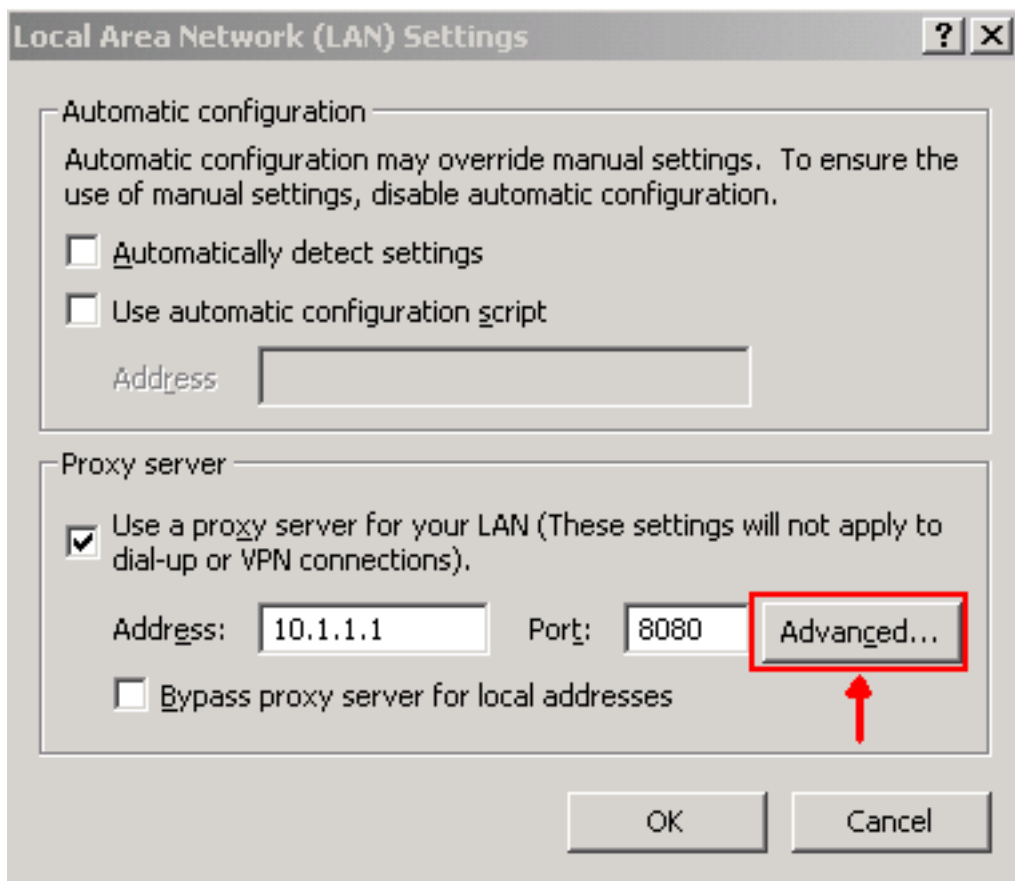 Local Area Network (LAN) Settings
Automatic configuration
Automatic configuration may override manual settings. To ensure the
use of manual settings, disable automatic configuration.
Automatically detect settings
Use automatic configuration script
Address
Proxy server
Use a proxy server for your LAN (These settings will not apply to
dial-up or VPN connections).
Address: 10.1.1.1 Port: 8080 Advanced...
Bypass proxy server for local addresses
OK Cancel